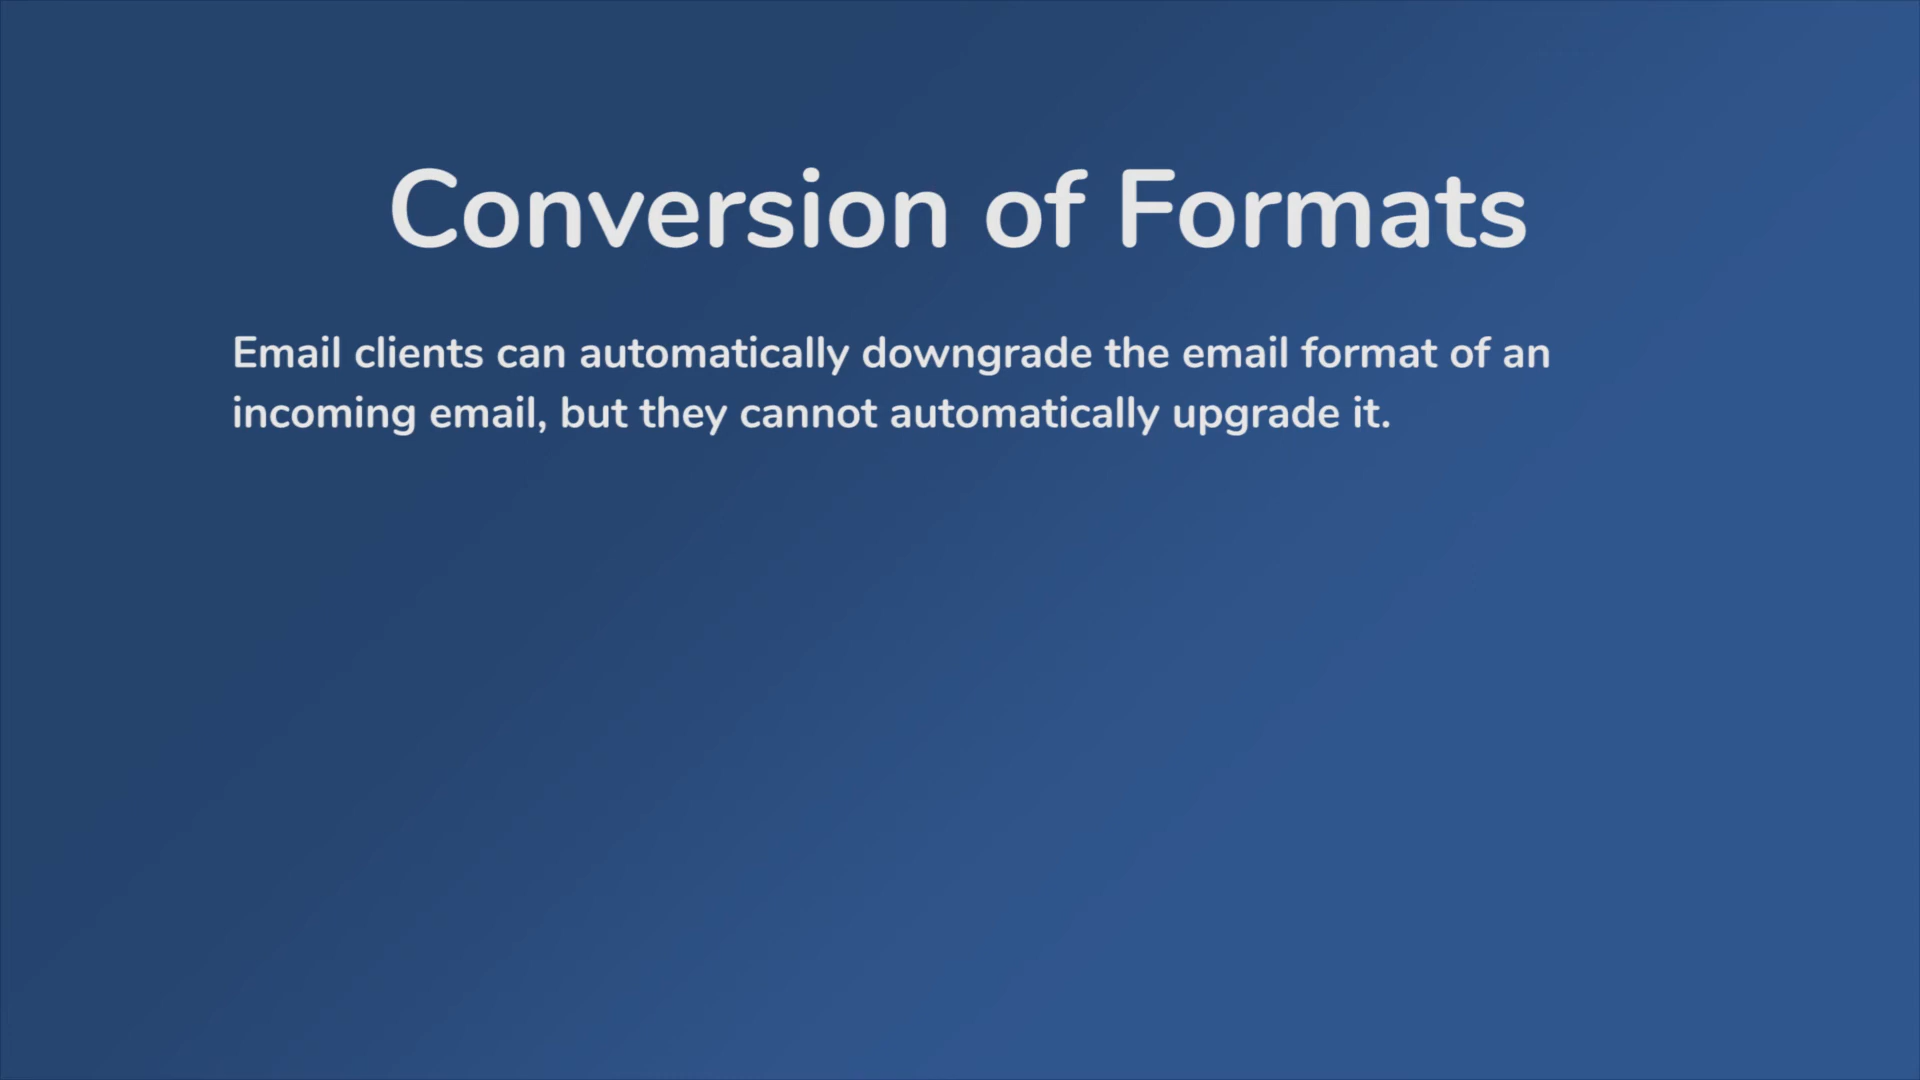 Conversion of Formats
Email clients can automatically downgrade the email format of an
incoming email, but they cannot automatically upgrade it.